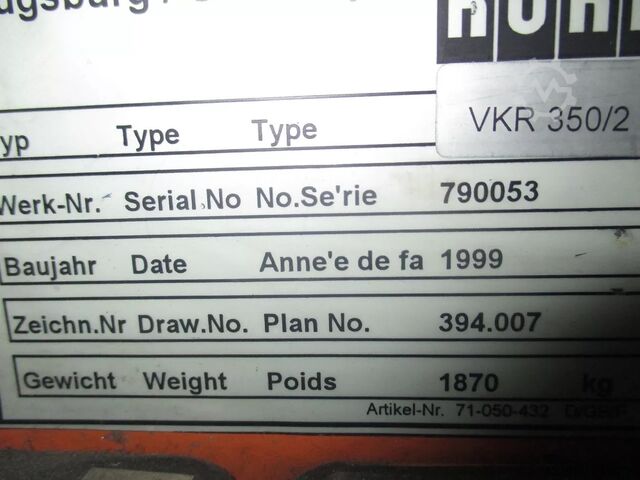 VKR 350/2
yp Type Type
Werk-Nr. Serial.No No.Se'rie 790053
Baujahr Date Anne'e de fa 1999
Zeichn.Nr Draw.No. Plan No. 394.007
Gewicht Weight Poids 1870 kg
Artikel-Nr. 71-050-432